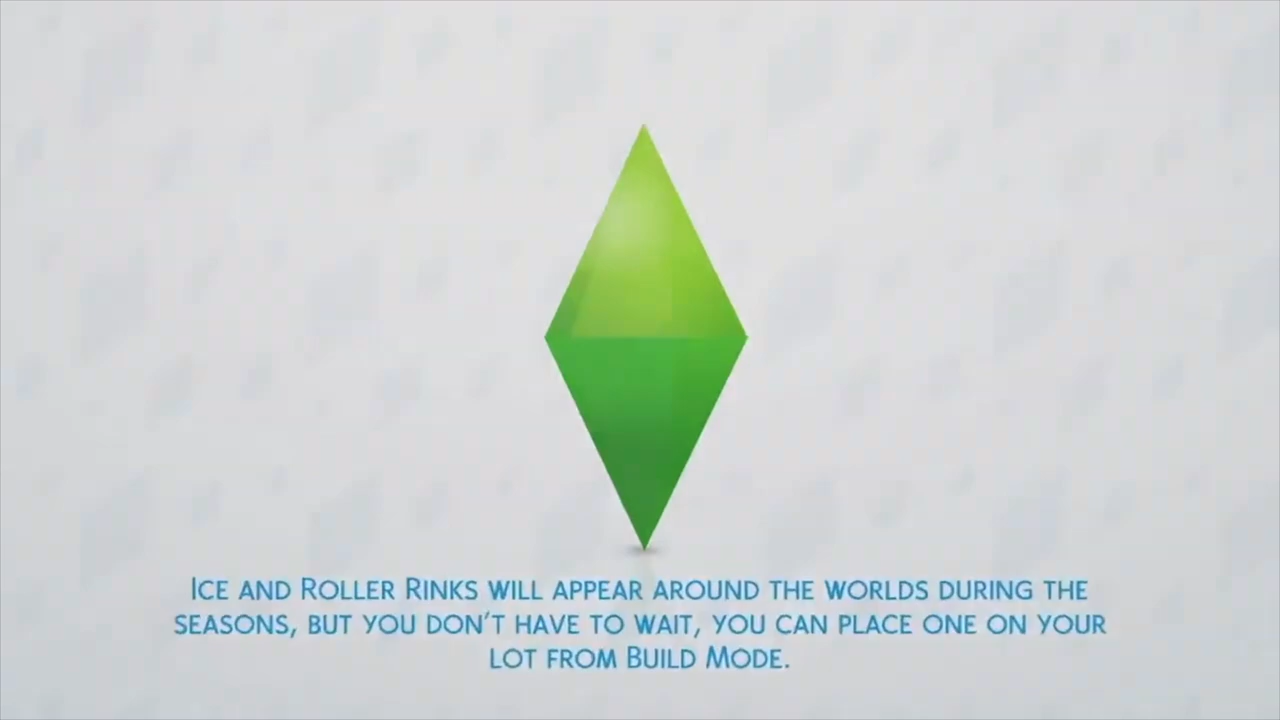 Ice and Roller Rinks will appear around the worlds during the
seasons, but you don't have to wait, you can place one on your
lot from Build Mode.